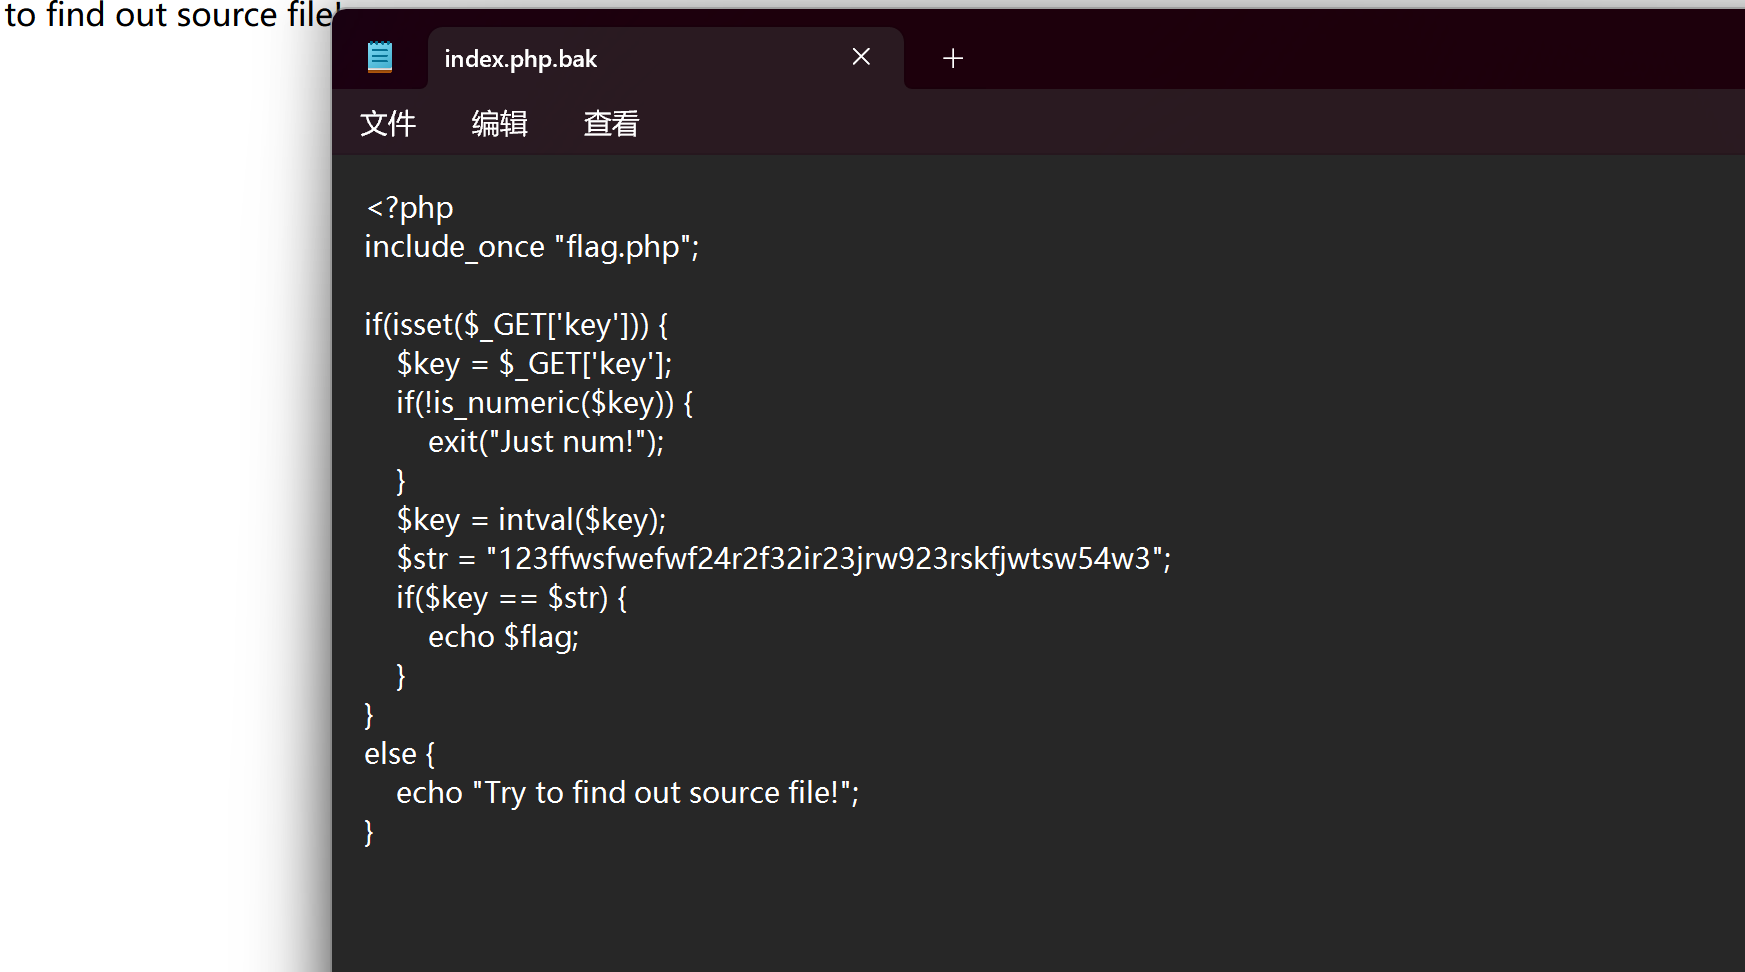 to find out source file!
index.php.bak
文件 编辑 查看
<?php
include_once "flag.php";
if(isset($_GET['key'])) {
$key = $_GET['key'];
if(!is_numeric($key)) {
exit("Just num!");
}
$key = intval($key);
$str = "123ffwsfwefwf24r2f32ir23jrw923rskfjwtsw54w3";
if($key == $str) {
echo $flag;
}
}
else {
echo "Try to find out source file!";
}